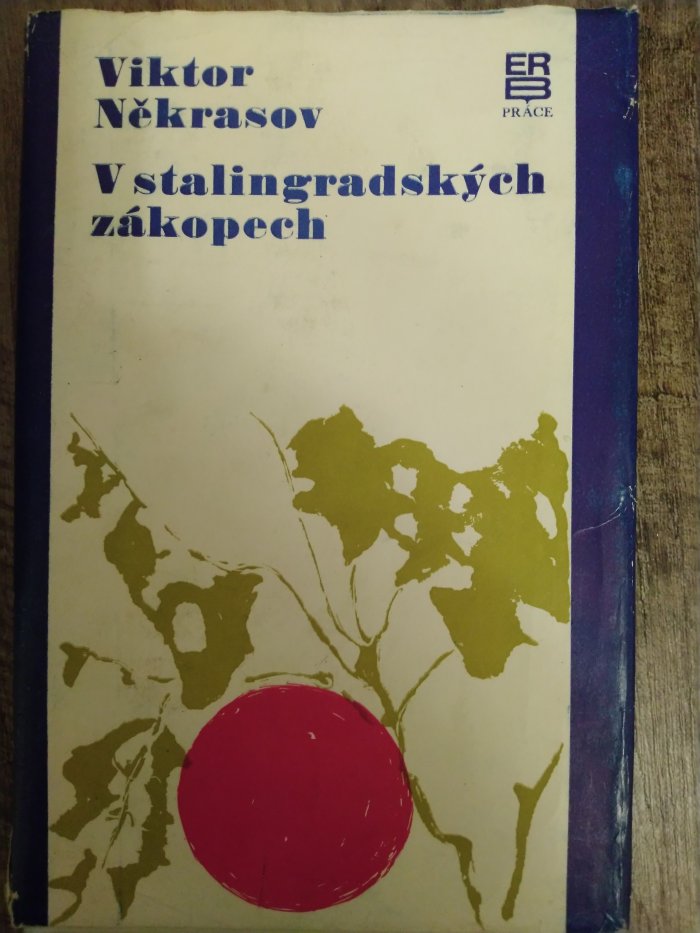 Viktor
Někrasov
V stalingradských
zákopech
ER
B
PRÁCE